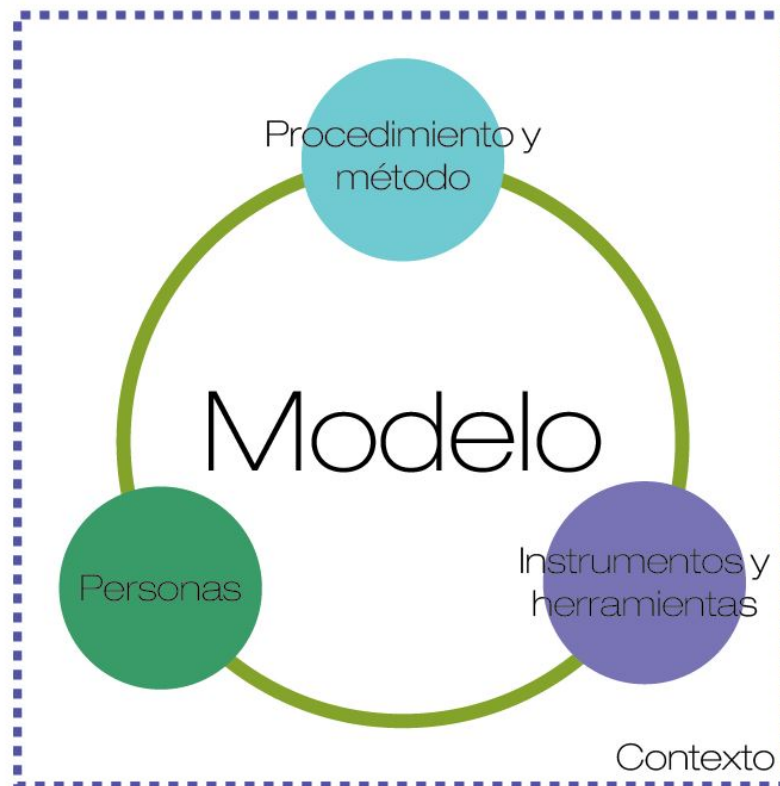 Procedimiento y
método
Modelo
Personas
Instrumentos y
herramientas
Contexto